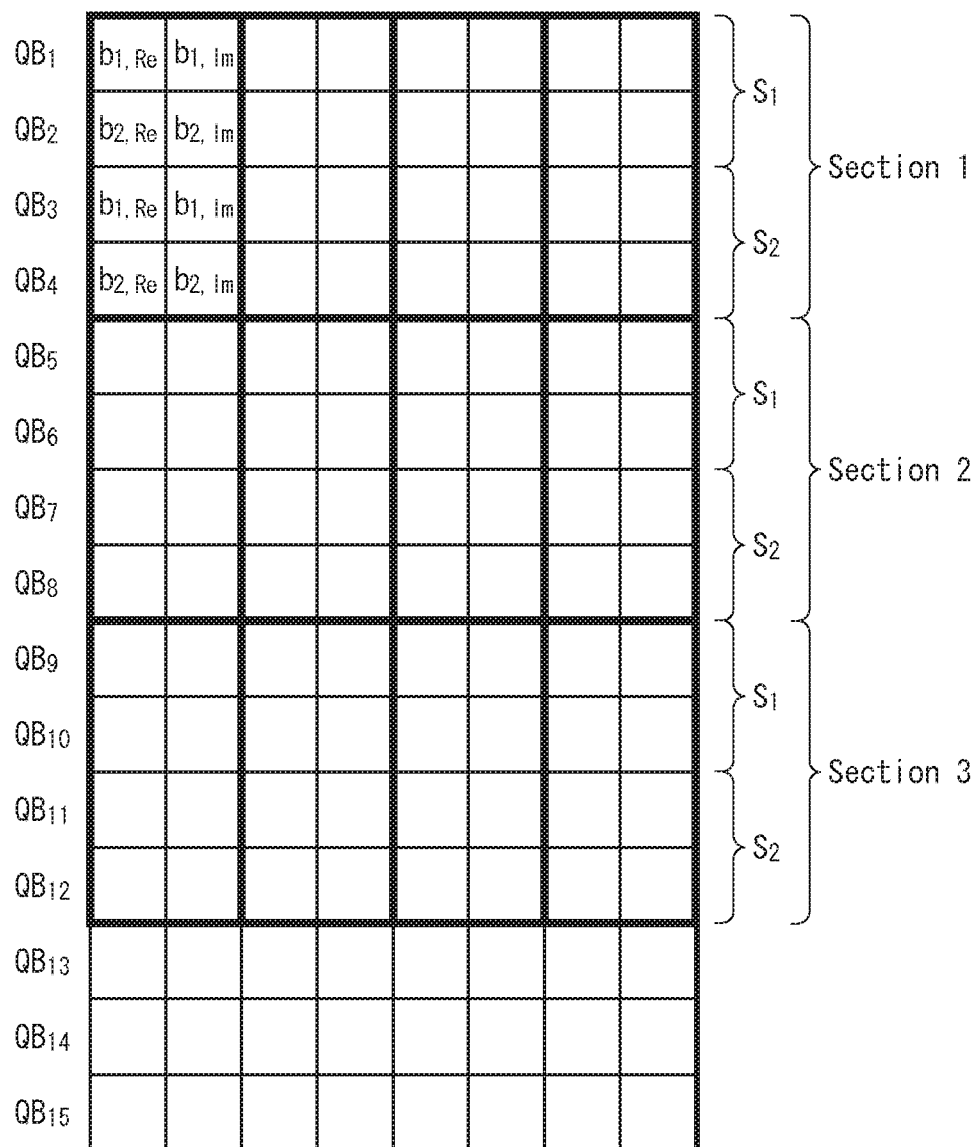 QB1 b1, Re b1, Im
S1
QB2 b2, Re b2, Im
Section 1
QB3 b1, Re b1, Im
S2
QB4 b2, Re b2, Im
QB5
S1
QB6
Section 2
QB7
S2
QB8
QB9
S1
QB10
Section 3
QB11
S2
QB12
QB13
QB14
QB15